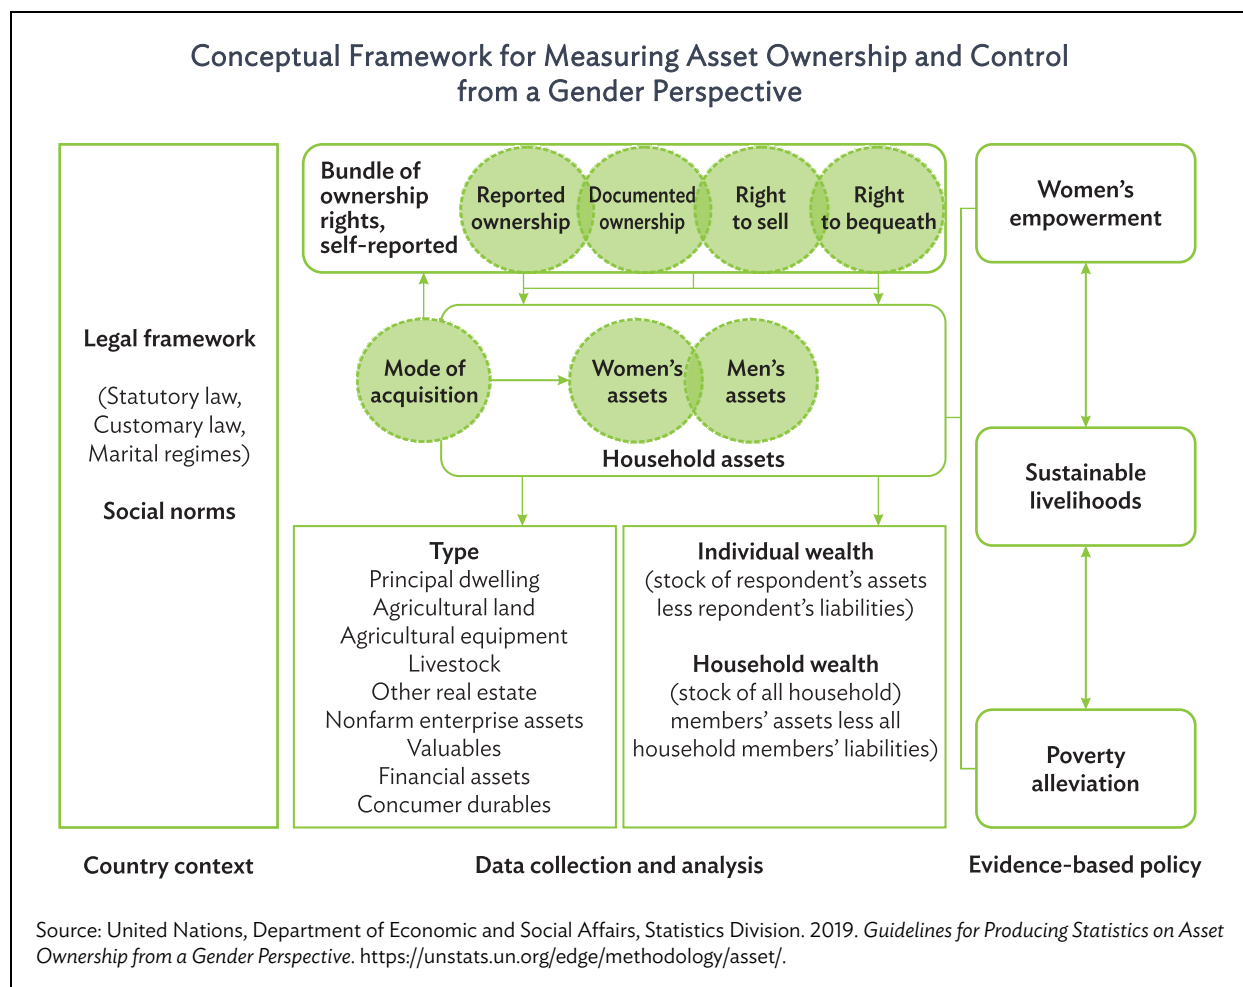 Conceptual Framework for Measuring Asset Ownership and Control
from a Gender Perspective
Legal framework
(Statutory law,
Customary law,
Marital regimes)
Social norms
Country context
Bundle of
ownership
rights,
self-reported
Reported
ownership
Documented
ownership
Right
to sell
Right
to bequeath
Mode of
acquisition
Women’s
assets
Men’s
assets
Household assets
Type
Principal dwelling
Agricultural land
Agricultural equipment
Livestock
Other real estate
Nonfarm enterprise assets
Valuables
Financial assets
Concumer durables
Individual wealth
(stock of respondent’s assets
less repondent’s liabilities)
Household wealth
(stock of all household)
members’ assets less all
household members’ liabilities)
Data collection and analysis
Women’s
empowerment
Sustainable
livelihoods
Poverty
alleviation
Evidence-based policy
Source: United Nations, Department of Economic and Social Affairs, Statistics Division. 2019. Guidelines for Producing Statistics on Asset
Ownership from a Gender Perspective. https://unstats.un.org/edge/methodology/asset/.